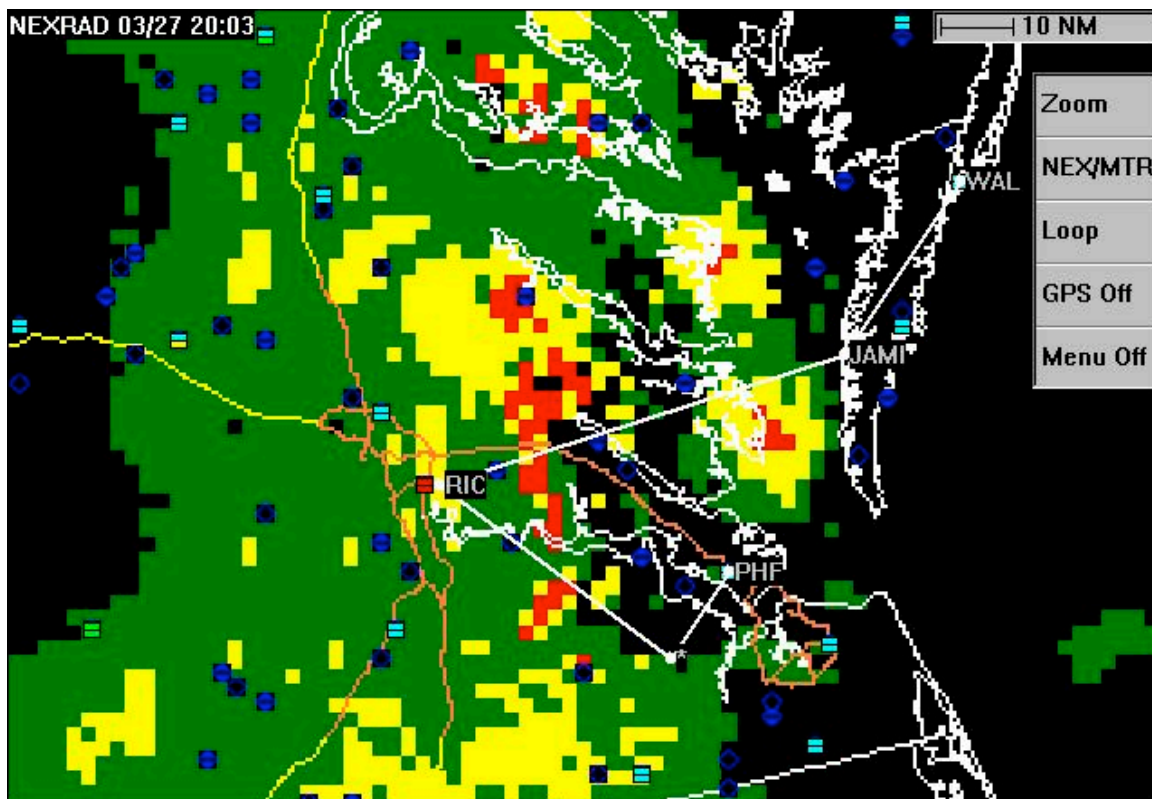 NEXRAD 03/27 20:03
10 NM
Zoom
NEX/MTR
WAL
Loop
GPS Off
JAMI
Menu Off
RIC
PHF
*